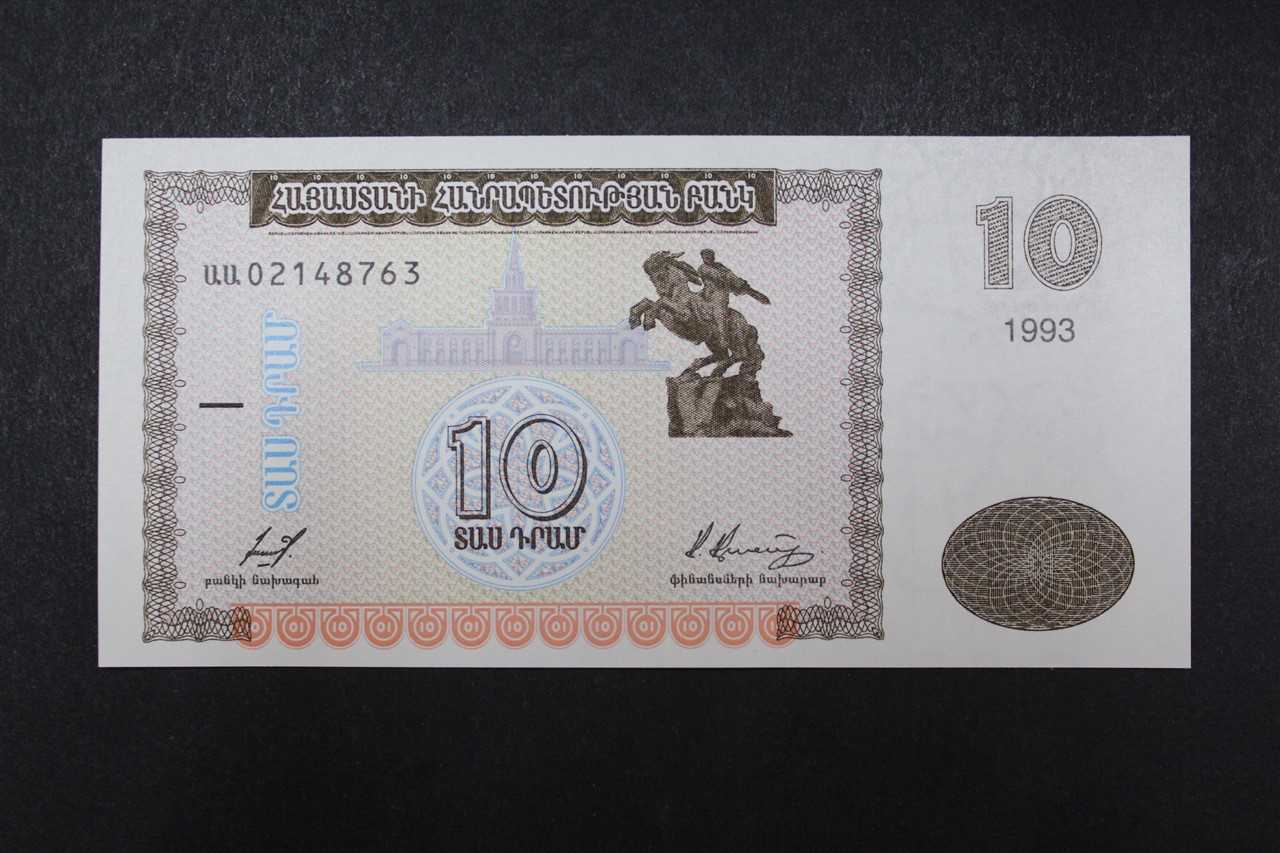 ՀԱՅԱՍՏԱՆԻ ՀԱՆՐԱՊԵՏՈՒԹՅԱՆ ԲԱՆԿ
10
1993
ԱԱ02148763
ՏԱՍ ԴՐԱՄ
10
ՏԱՍ ԴՐԱՄ
բանկի նախագահ
ֆինանսների նախարար